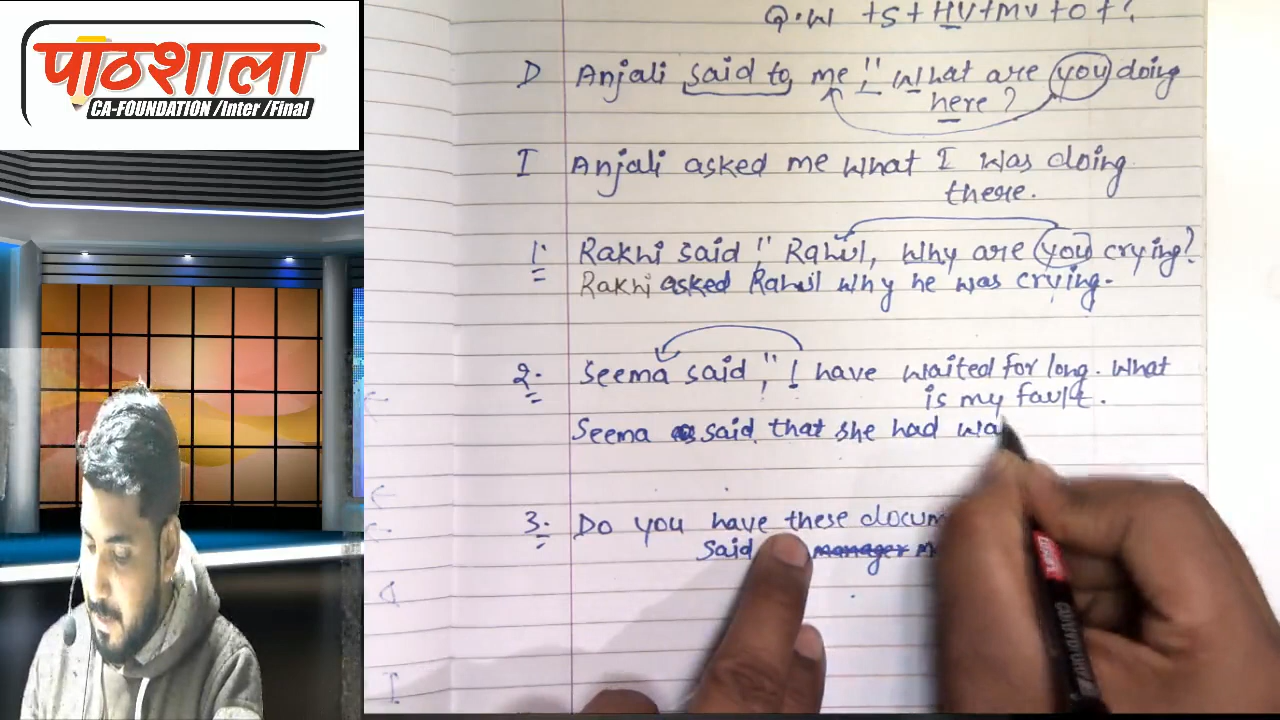 पाठशाला
CA-FOUNDATION /Inter /Final
Q.W +S+HV+MV+O+?
D Anjali said to me," What are you doing
here?
I Anjali asked me what I was doing
there.
1. Rakhi said," Rahul, Why are you crying?
Rakhi asked Rahul why he was crying.
2. Seema said," I have waited for long. What
is my fault.
Seema said that she had wa
3. Do you have these docum
said manager m